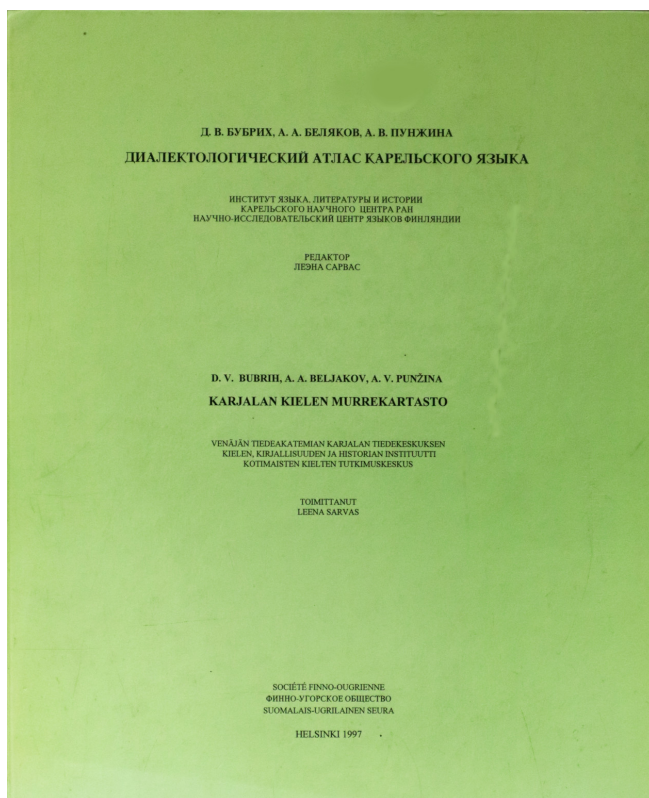 Д. В. БУБРИХ, А. А. БЕЛЯКОВ, А. В. ПУНЖИНА
ДИАЛЕКТОЛОГИЧЕСКИЙ АТЛАС КАРЕЛЬСКОГО ЯЗЫКА
ИНСТИТУТ ЯЗЫКА, ЛИТЕРАТУРЫ И ИСТОРИИ
КАРЕЛЬСКОГО НАУЧНОГО ЦЕНТРА РАН
НАУЧНО-ИССЛЕДОВАТЕЛЬСКИЙ ЦЕНТР ЯЗЫКОВ ФИНЛЯНДИИ
РЕДАКТОР
ЛЕЭНА САРВАС
D. V. BUBRIH, A. A. BELJAKOV, A. V. PUNŽINA
KARJALAN KIELEN MURREKARTASTO
VENÄJÄN TIEDEAKATEMIAN KARJALAN TIEDEKESKUKSEN
KIELEN, KIRJALLISUUDEN JA HISTORIAN INSTITUUTTI
KOTIMAISTEN KIELTEN TUTKIMUSKESKUS
TOIMITTANUT
LEENA SARVAS
SOCIÉTÉ FINNO-OUGRIENNE
ФИННО-УГОРСКОЕ ОБЩЕСТВО
SUOMALAIS-UGRILAINEN SEURA
HELSINKI 1997